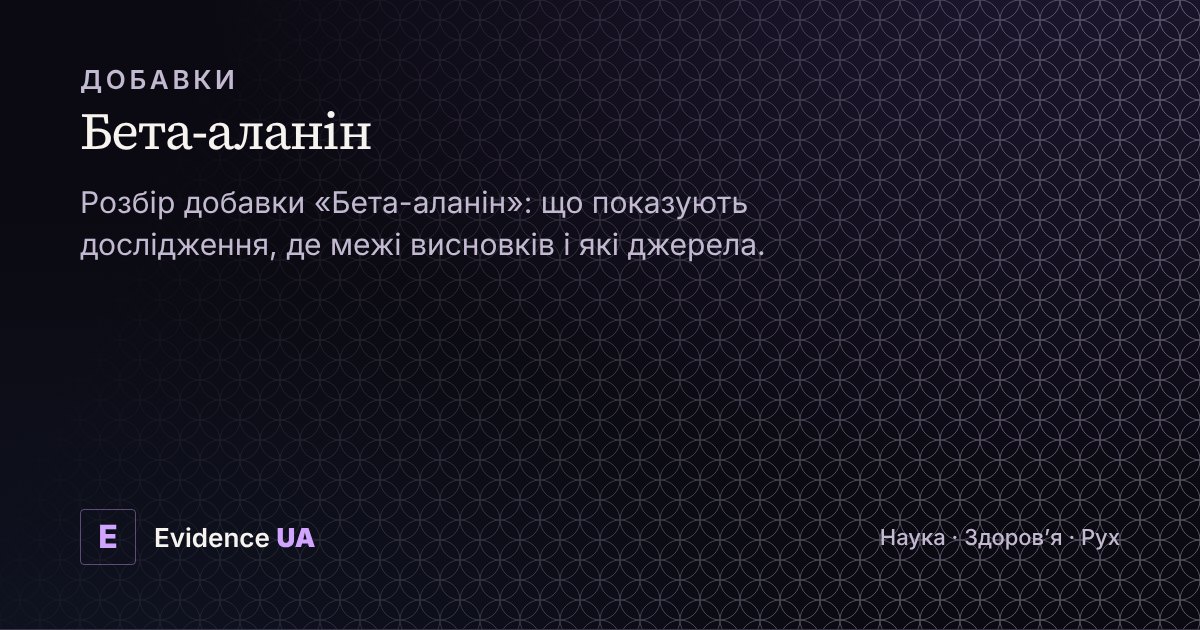 ДОБАВКИ
Бета-аланін
Розбір добавки «Бета-аланін»: що показують
дослідження, де межі висновків і які джерела.
E
Evidence UA
Наука · Здоров’я · Рух